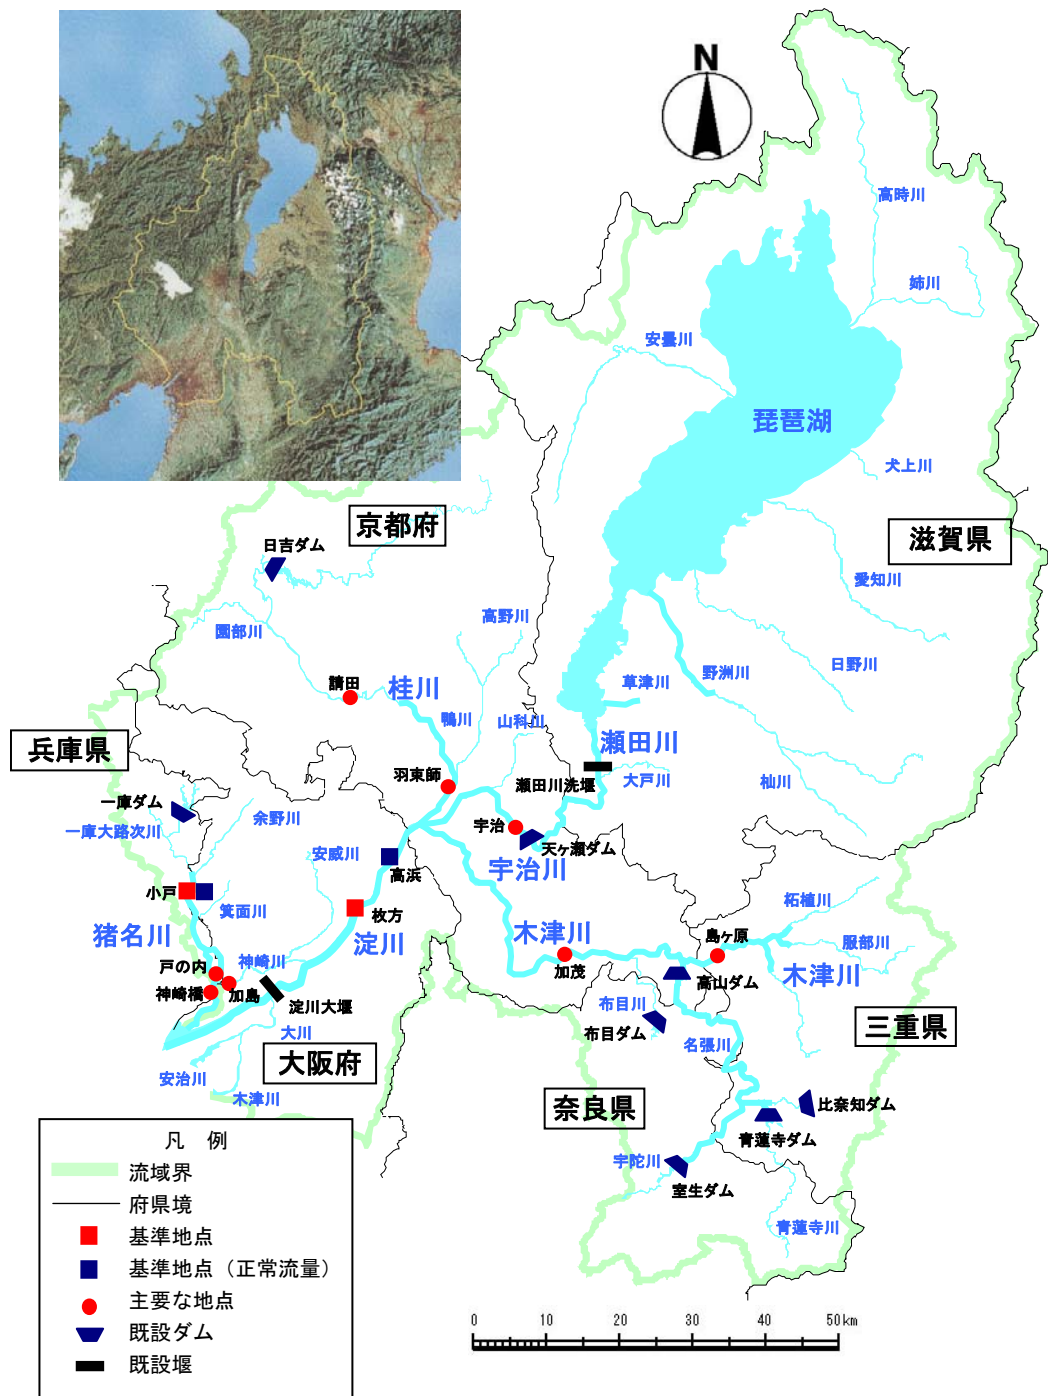 N
高時川
姉川
安曇川
琵琶湖
犬上川
京都府
滋賀県
日吉ダム
愛知川
園部川
高野川
日野川
野洲川
草津川
請田
桂川
鴨川
山科川
瀬田川
兵庫県
羽束師
瀬田川洗堰
大戸川
杣川
一庫ダム
余野川
一庫大路次川
宇治
天ヶ瀬ダム
安威川
宇治川
高浜
小戸
箕面川
枚方
柘植川
猪名川
淀川
木津川
島ヶ原
服部川
戸の内
神崎川
加茂
木津川
神崎橋
加島
高山ダム
淀川大堰
布目川
三重県
大川
布目ダム
名張川
大阪府
安治川
木津川
奈良県
比奈知ダム
青蓮寺ダム
宇陀川
室生ダム
青蓮寺川
凡 例
流域界
府県境
基準地点
基準地点（正常流量）
主要な地点
既設ダム
既設堰
0 10 20 30 40 50km